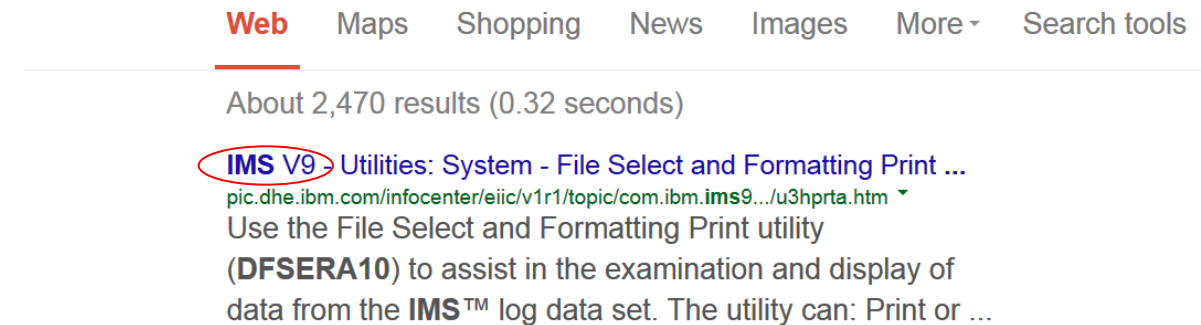 Web Maps Shopping News Images More Search tools
About 2,470 results (0.32 seconds)
IMS V9 - Utilities: System - File Select and Formatting Print ...
pic.dhe.ibm.com/infocenter/eiic/v1r1/topic/com.ibm.ims9.../u3hprta.htm
Use the File Select and Formatting Print utility
(DFSERA10) to assist in the examination and display of
data from the IMS™ log data set. The utility can: Print or ...